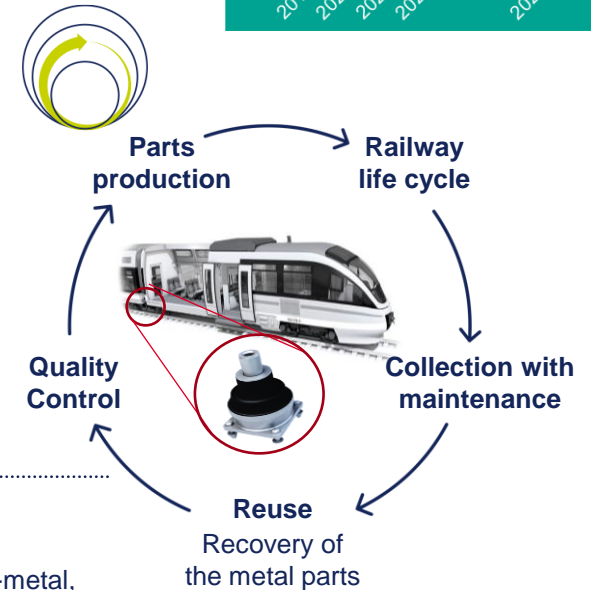 Parts
production
Railway
life cycle
Quality
Control
Collection with
maintenance
Reuse
Recovery of
the metal parts
-metal,